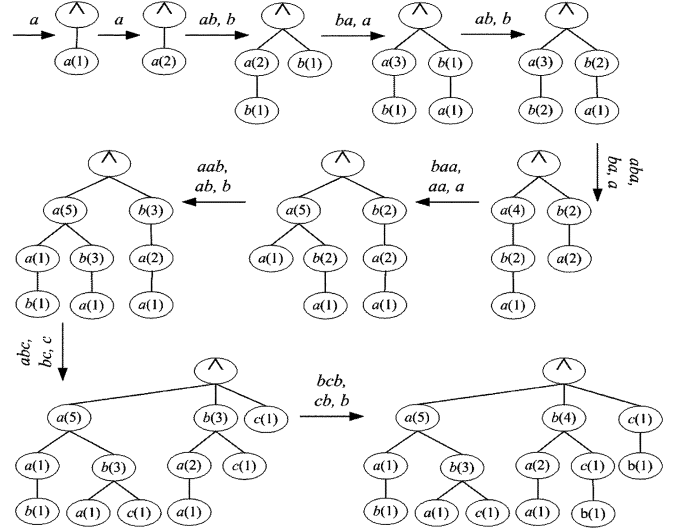 a a ab, b ba, a ab, b
^ ^ ^ ^ ^
a(1) a(2) a(2) b(1) a(3) b(1) a(3) b(2)
b(1) b(1) a(1) b(2) a(1)
aba,
ba, a
^ aab,
ab, b ^ baa,
aa, a ^
a(5) b(3) a(5) b(2) a(4) b(2)
a(1) b(3) a(2) a(1) b(2) a(2) b(2) a(2)
b(1) a(1) a(1) a(1) a(1) a(1)
abc,
bc, c
^ bcb,
cb, b ^
a(5) b(3) c(1) a(5) b(4) c(1)
a(1) b(3) a(2) c(1) a(1) b(3) a(2) c(1) b(1)
b(1) a(1) c(1) a(1) b(1) a(1) c(1) a(1) b(1)